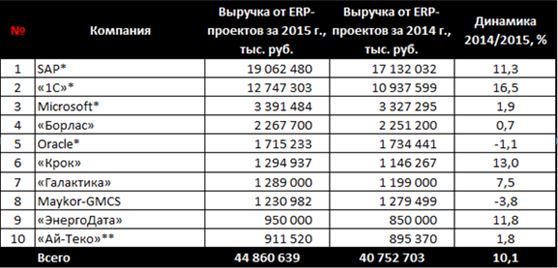 № Компания Выручка от ERP-проектов за 2015 г., тыс. руб. Выручка от ERP-проектов за 2014 г., тыс. руб. Динамика 2014/2015, %
1 SAP* 19 062 480 17 132 032 11,3
2 «1С»* 12 747 303 10 937 599 16,5
3 Microsoft* 3 391 484 3 327 295 1,9
4 «Борлас» 2 267 700 2 251 200 0,7
5 Oracle* 1 715 233 1 734 441 -1,1
6 «Крок» 1 294 937 1 146 267 13,0
7 «Галактика» 1 289 000 1 199 000 7,5
8 Maykor-GMCS 1 230 982 1 279 499 -3,8
9 «ЭнергоДата» 950 000 850 000 11,8
10 «Ай-Теко»** 911 520 895 370 1,8
Всего 44 860 639 40 752 703 10,1